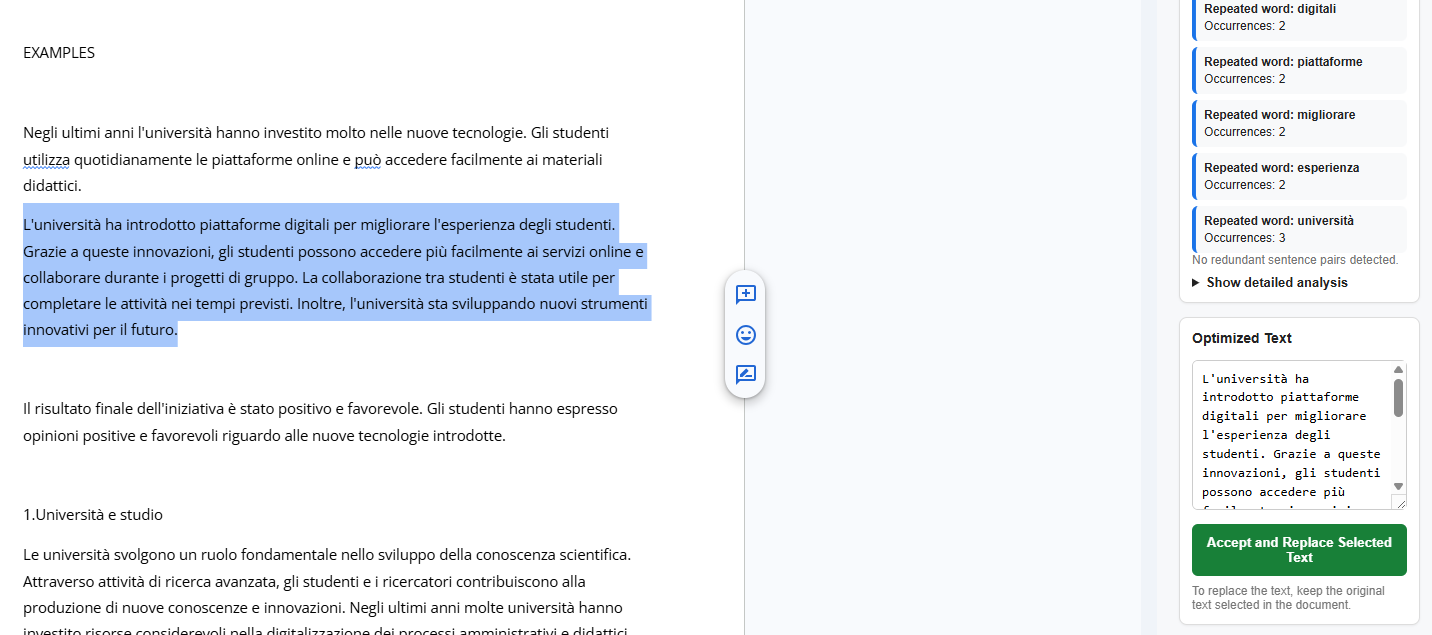 EXAMPLES
Negli ultimi anni l'università hanno investito molto nelle nuove tecnologie. Gli studenti
utilizza quotidianamente le piattaforme online e può accedere facilmente ai materiali
didattici.
L'università ha introdotto piattaforme digitali per migliorare l'esperienza degli studenti.
Grazie a queste innovazioni, gli studenti possono accedere più facilmente ai servizi online e
collaborare durante i progetti di gruppo. La collaborazione tra studenti è stata utile per
completare le attività nei tempi previsti. Inoltre, l'università sta sviluppando nuovi strumenti
innovativi per il futuro.
Il risultato finale dell'iniziativa è stato positivo e favorevole. Gli studenti hanno espresso
opinioni positive e favorevoli riguardo alle nuove tecnologie introdotte.
1.Università e studio
Le università svolgono un ruolo fondamentale nello sviluppo della conoscenza scientifica.
Attraverso attività di ricerca avanzata, gli studenti e i ricercatori contribuiscono alla
produzione di nuove conoscenze e innovazioni. Negli ultimi anni molte università hanno
investito risorse considerevoli nella digitalizzazione dei processi amministrativi e didattici.
Repeated word: digitali
Occurrences: 2
Repeated word: piattaforme
Occurrences: 2
Repeated word: migliorare
Occurrences: 2
Repeated word: esperienza
Occurrences: 2
Repeated word: università
Occurrences: 3
No redundant sentence pairs detected.
Show detailed analysis
Optimized Text
L'università ha
introdotto piattaforme
digitali per migliorare
l'esperienza degli
studenti. Grazie a queste
innovazioni, gli studenti
possono accedere più
Accept and Replace Selected
Text
To replace the text, keep the original
text selected in the document.